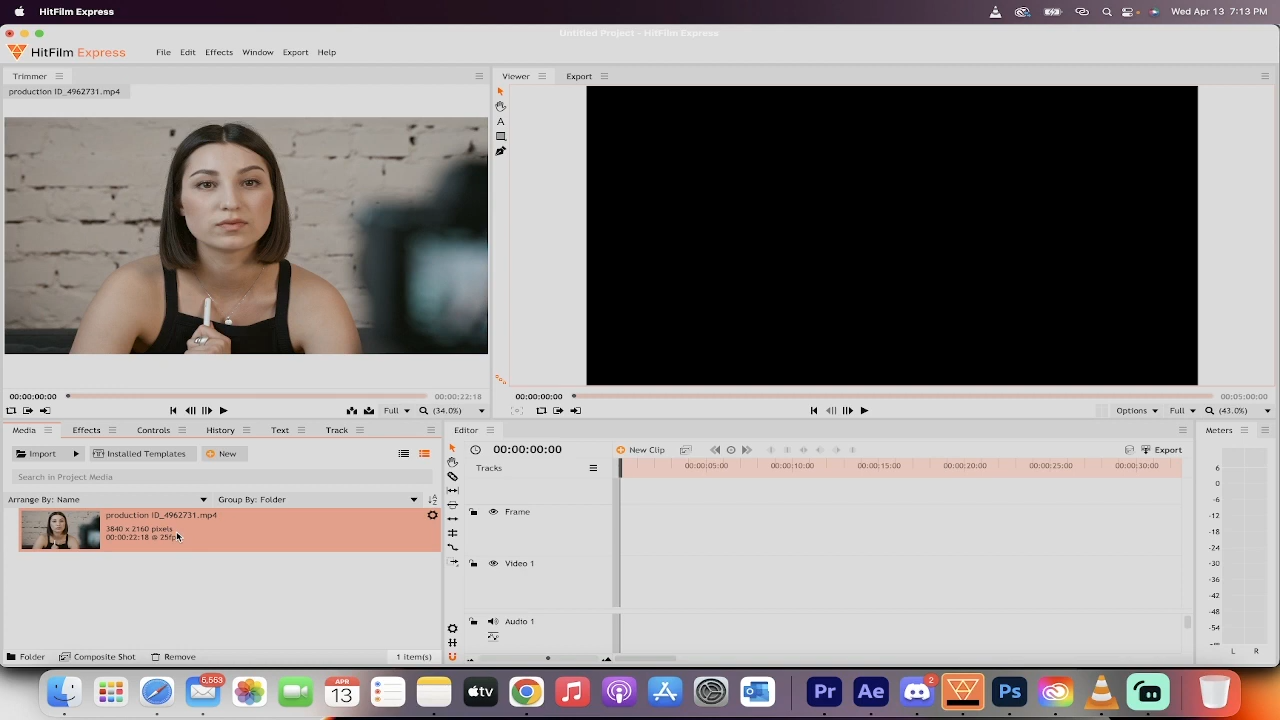 HitFilm Express
Wed Apr 13 7:13 PM
Untitled Project - HitFilm Express
HitFilm Express
File Edit Effects Window Export Help
Trimmer
production ID_4962731.mp4
00:00:00:00
00:00:22:18
Full
(34.0%)
Viewer
Export
A
00:00:00:00
00:05:00:00
Options
Full
(43.0%)
Media
Effects
Controls
History
Text
Track
Import
Installed Templates
New
Search in Project Media
Arrange By: Name
Group By: Folder
production ID_4962731.mp4
3840 x 2160 pixels
00:00:22:18 @ 25fp
Folder
Composite Shot
Remove
1 item(s)
Editor
00:00:00:00
New Clip
Export
Tracks
00:00:05:00
00:00:10:00
00:00:15:00
00:00:20:00
00:00:25:00
00:00:30:00
Frame
Video 1
Audio 1
Meters
6
0
-6
-12
-18
-24
-30
-36
-42
-48
-54
L R
5,663
APR
13
tv
Pr
Ae
2
Ps